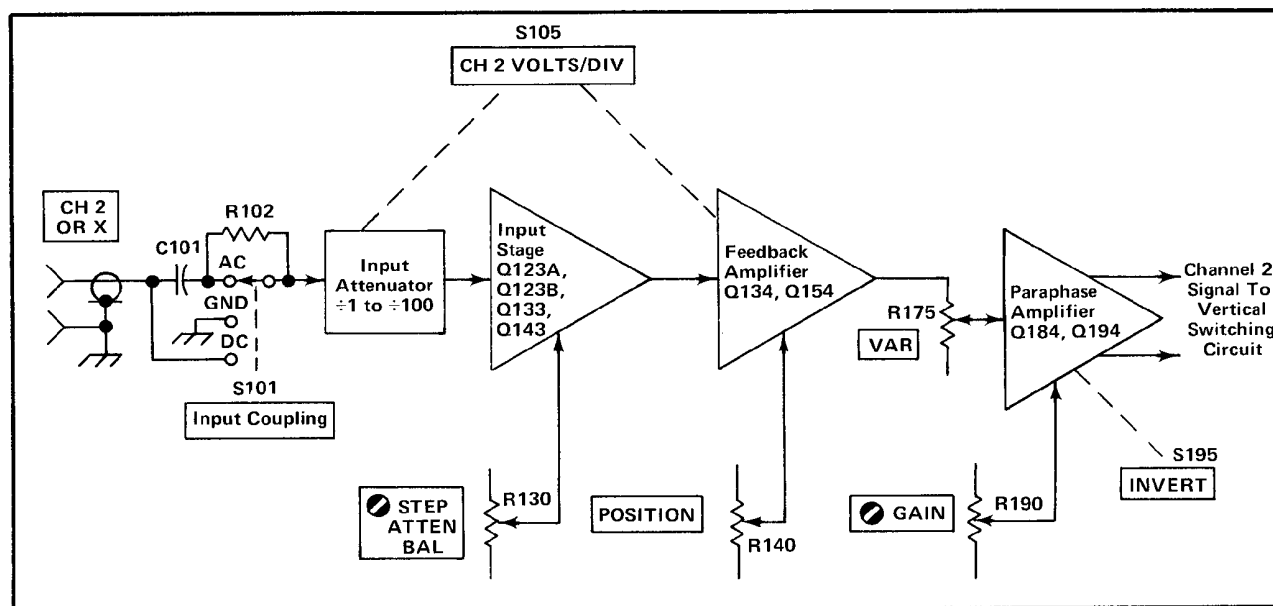 S105
CH 2 VOLTS/DIV
CH 2
OR X
R102
C101
AC
GND
DC
S101
Input Coupling
Input
Attenuator
÷1 to ÷100
Input
Stage
Q123A,
Q123B,
Q133,
Q143
Feedback
Amplifier
Q134, Q154
R175
VAR
Paraphase
Amplifier
Q184, Q194
Channel 2
Signal To
Vertical
Switching
Circuit
S195
INVERT
STEP
ATTEN
BAL
R130
POSITION
R140
GAIN
R190